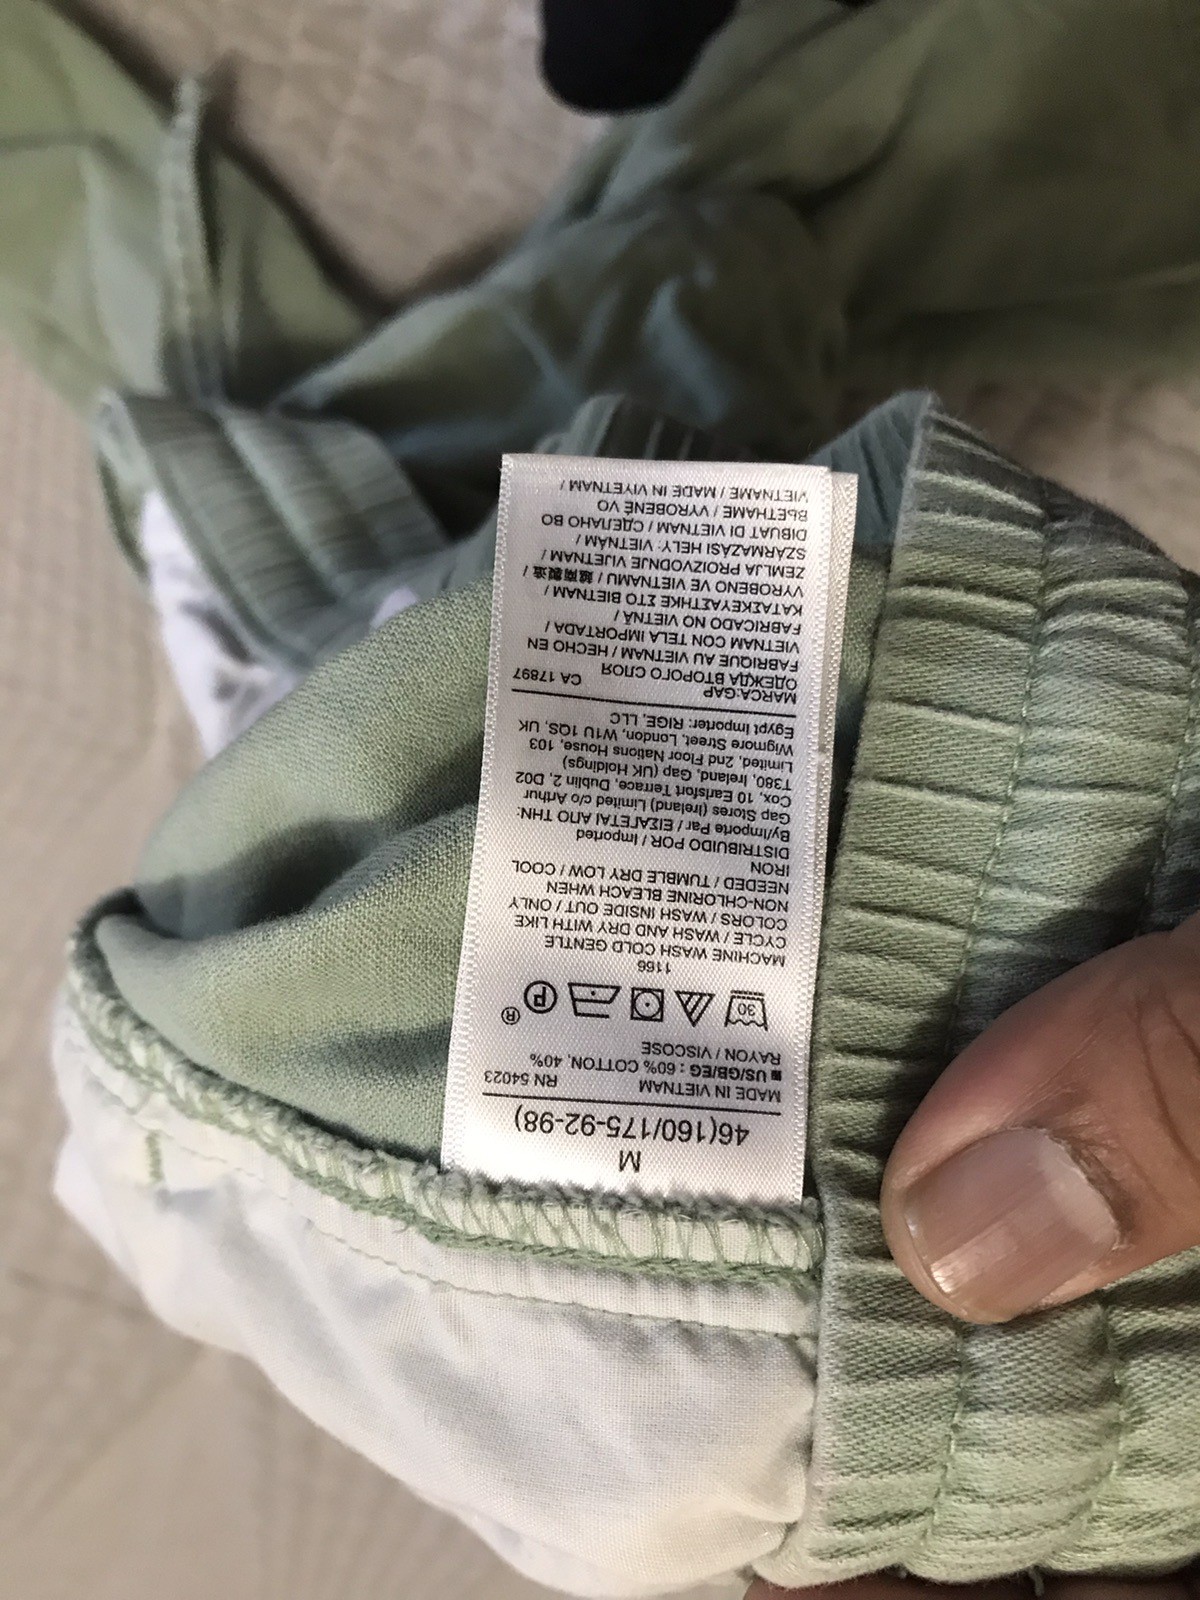 M
46(160/175-92-98)
MADE IN VIETNAM RN 54023
■ US/GB/EG : 60% COTTON, 40%
RAYON / VISCOSE
30 P ®
1166
MACHINE WASH COLD GENTLE
CYCLE / WASH AND DRY WITH LIKE
COLORS / WASH INSIDE OUT / ONLY
NON-CHLORINE BLEACH WHEN
NEEDED / TUMBLE DRY LOW / COOL
IRON
DISTRIBUIDO POR / Imported
By/Importe Par / ΕΙΣΑΓΕΤΑΙ ΑΠΟ ΤΗΝ:
Gap Stores (Ireland) Limited c/o Arthur
Cox, 10 Earlsfort Terrace, Dublin 2, D02
T380, Ireland, Gap (UK Holdings)
Limited, 2nd Floor Nations House, 103
Wigmore Street, London, W1U 1QS, UK
Egypt Importer: RIGE, LLC
MARCA:GAP CA 17897
ОДЕЖДА ВТОРОГО СЛОЯ
FABRIQUÉ AU VIETNAM / HECHO EN
VIETNAM CON TELA IMPORTADA /
FABRICADO NO VIETNÃ /
ΚΑΤΑΣΚΕΥΑΣΤΗΚΕ ΣΤΟ ΒΙΕΤΝΑΜ /
VYROBENO VE VIETNAMU / 越南製造 /
ZEMLJA PROIZVODNJE VIJETNAM /
SZÁRMAZÁSI HELY: VIETNÁM /
DIBUAT DI VIETNAM / СДЕЛАНО ВО
ВЬЕТНАМЕ / VYROBENÉ VO
VIETNAME / MADE IN VIYETNAM /